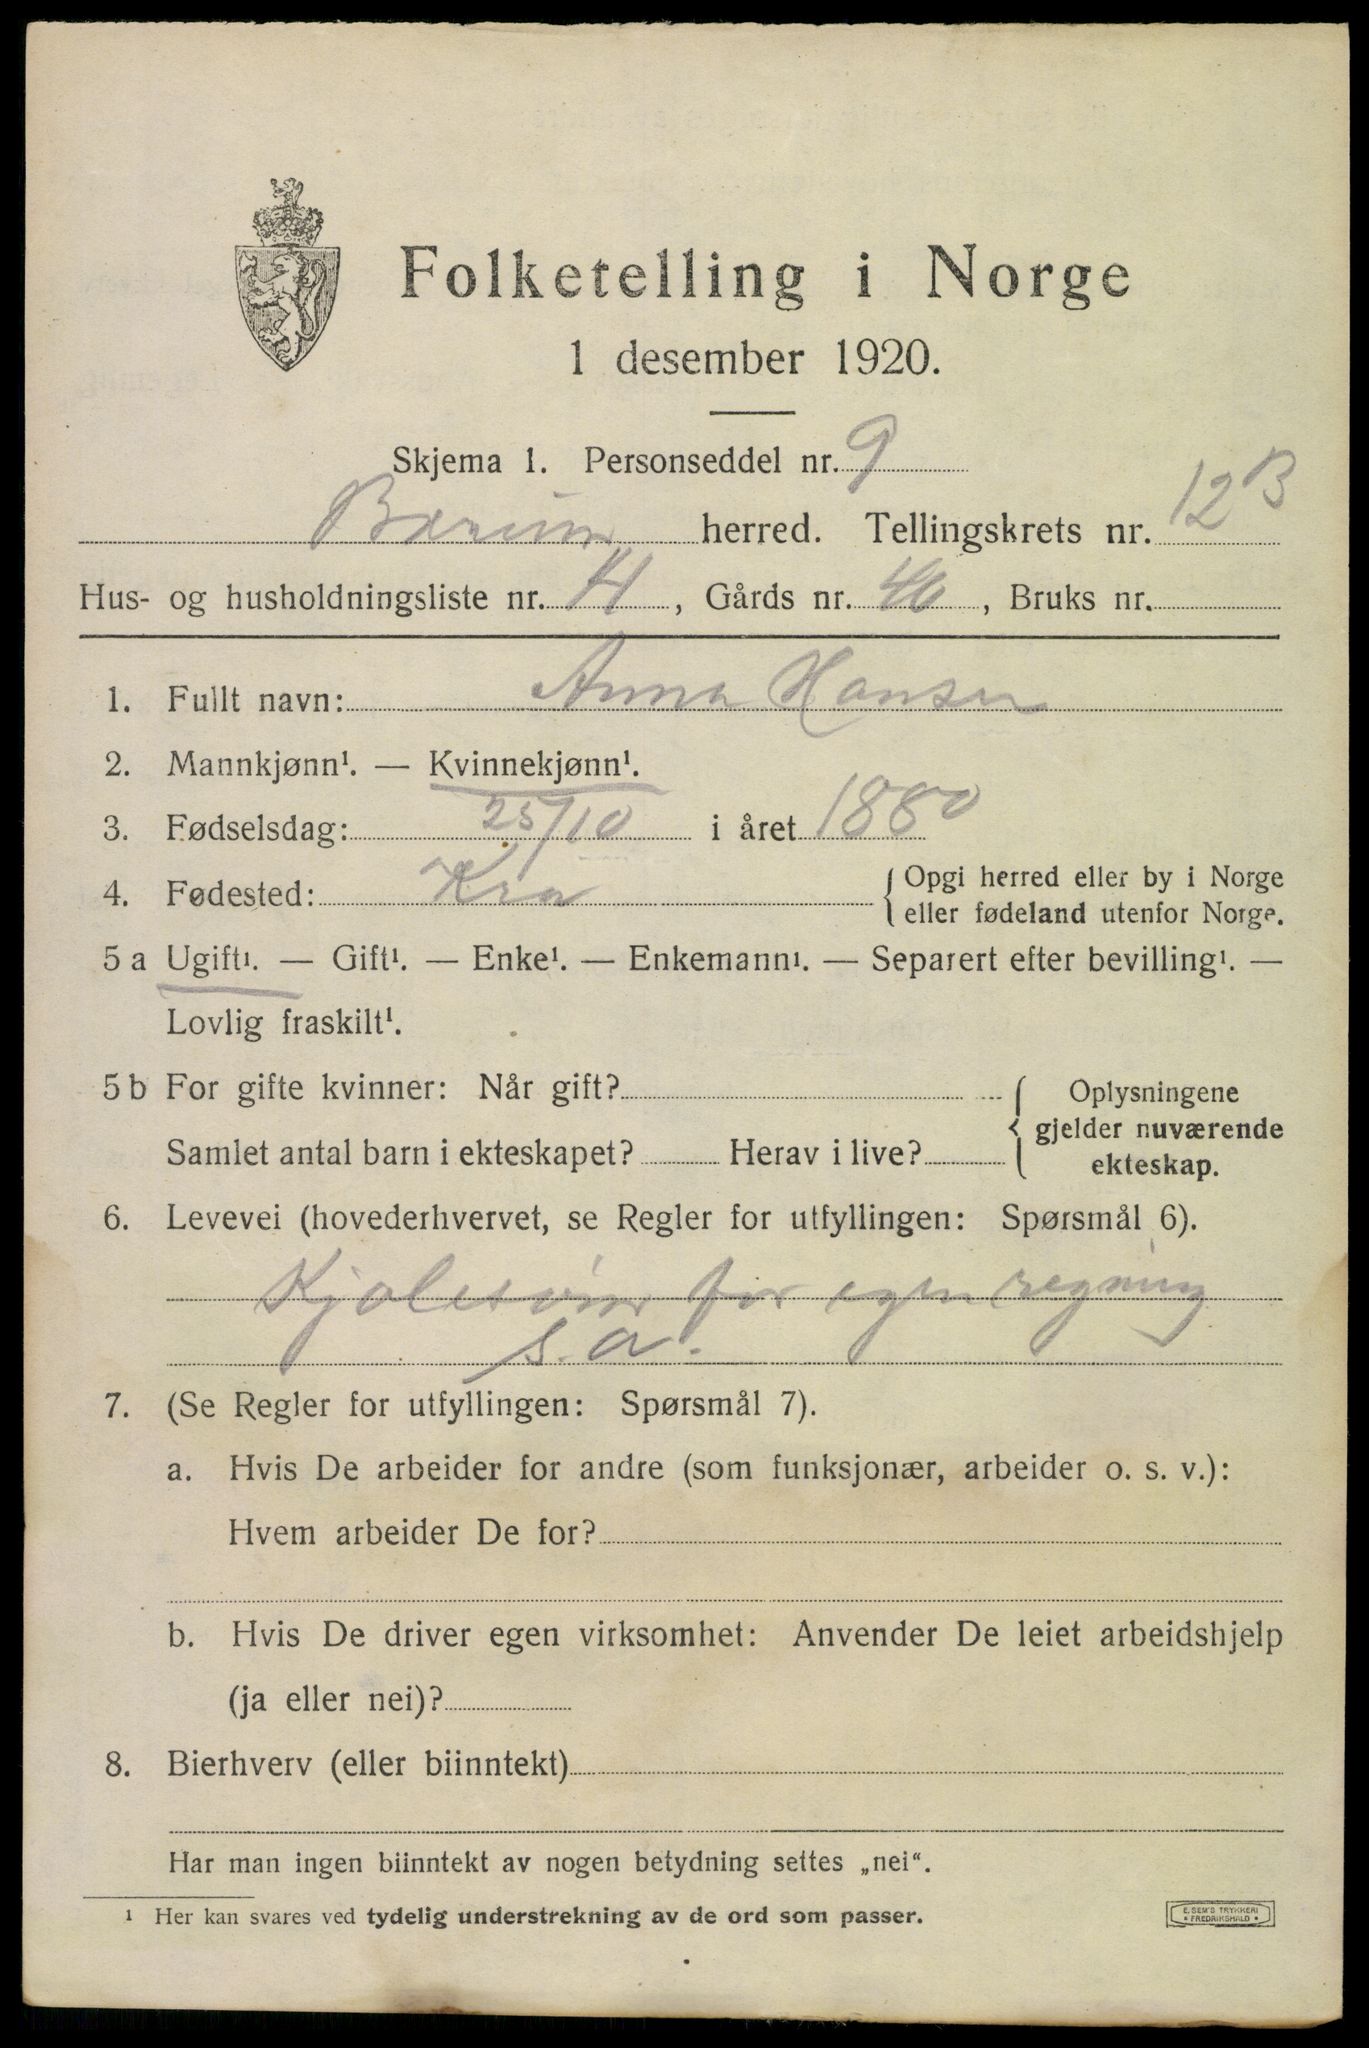 Folketelling i Norge
1 desember 1920.
Skjema 1. Personseddel nr. 9
Bærum herred. Tellingskrets nr. 12B
Hus- og husholdningsliste nr. 41, Gårds nr. 46, Bruks nr.
1. Fullt navn: Anna Hansen
2. Mannkjønn¹. — Kvinnekjønn¹.
3. Fødselsdag: 25/10 i året 1880
4. Fødested: Kra { Opgi herred eller by i Norge
eller fødeland utenfor Norge.
5 a Ugift¹. — Gift¹. — Enke¹. — Enkemann¹. — Separert efter bevilling¹. —
Lovlig fraskilt¹.
5 b For gifte kvinner: Når gift? { Oplysningene
gjelder nuværende
Samlet antal barn i ekteskapet? Herav i live?
ekteskap.
6. Levevei (hovederhvervet, se Regler for utfyllingen: Spørsmål 6).
Kjolesøm for egen regning
s. a.
7. (Se Regler for utfyllingen: Spørsmål 7).
a. Hvis De arbeider for andre (som funksjonær, arbeider o. s. v.):
Hvem arbeider De for?
b. Hvis De driver egen virksomhet: Anvender De leiet arbeidshjelp
(ja eller nei)?
8. Bierhverv (eller biinntekt)
Har man ingen biinntekt av nogen betydning settes „nei“.
¹ Her kan svares ved tydelig understrekning av de ord som passer.
E. SEM'S TRYKKERI
• FREDRIKSHALD •